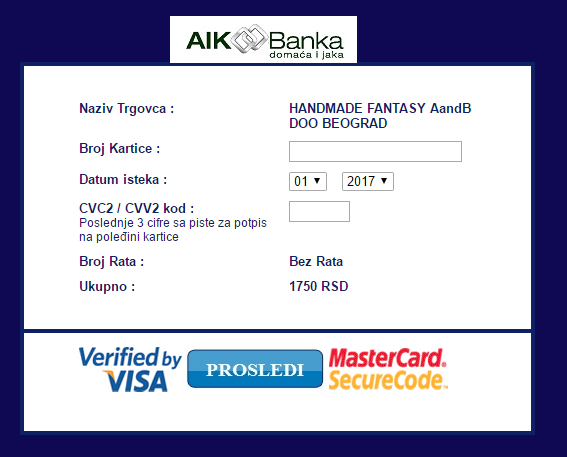 AIK Banka
domaća i jaka
Naziv Trgovca : HANDMADE FANTASY AandB
DOO BEOGRAD
Broj Kartice :
Datum isteka : 01 2017
CVC2 / CVV2 kod :
Poslednje 3 cifre sa piste za potpis
na poleđini kartice
Broj Rata : Bez Rata
Ukupno : 1750 RSD
Verified by
VISA
PROSLEDI
MasterCard.
SecureCode.